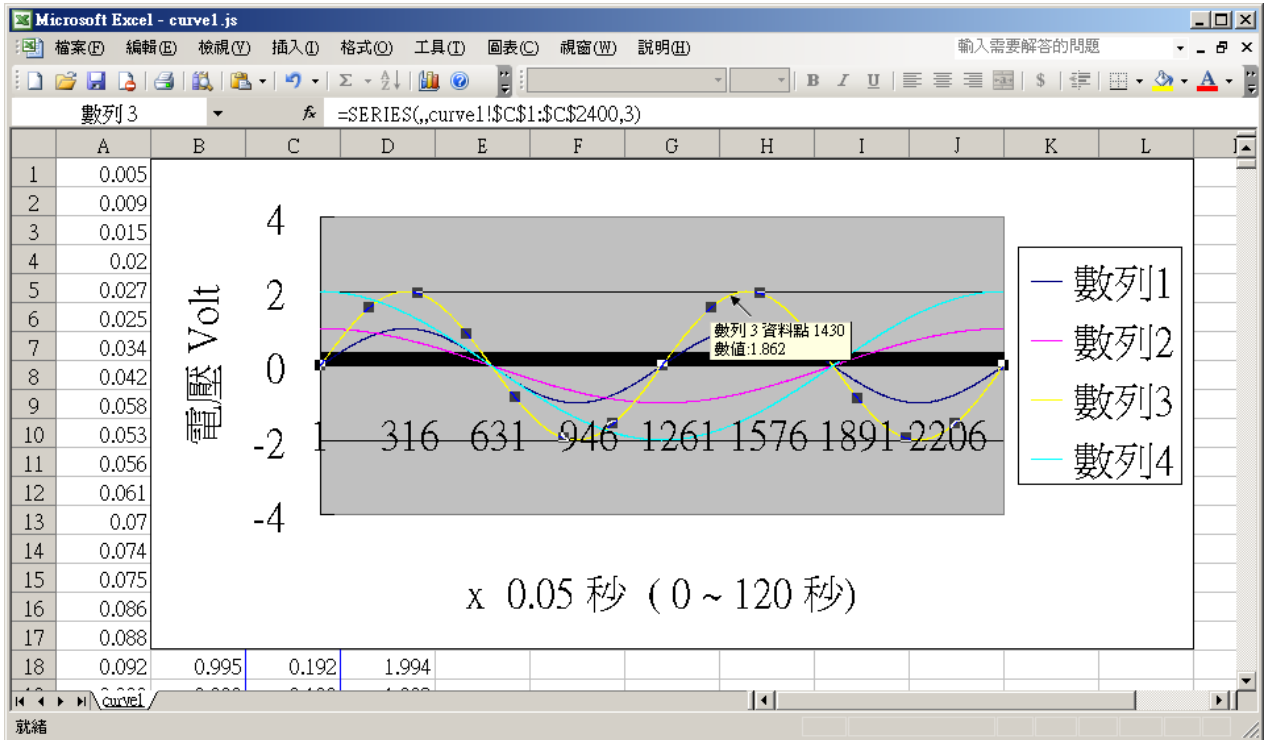 Microsoft Excel - curve1.js
檔案(F) 編輯(E) 檢視(V) 插入(I) 格式(O) 工具(T) 圖表(C) 視窗(W) 說明(H) 輸入需要解答的問題
Σ B I U $ A
數列 3 fx =SERIES(,,curve1!$C$1:$C$2400,3)
A B C D E F G H I J K L
1 0.005
2 0.009
3 0.015
4 0.02
5 0.027
6 0.025
7 0.034
8 0.042
9 0.058
10 0.053
11 0.056
12 0.061
13 0.07
14 0.074
15 0.075
16 0.086
17 0.088
18 0.092 0.995 0.192 1.994
電壓 Volt
4
2
0
-2
-4
1 316 631 946 1261 1576 1891 2206
數列 3 資料點 1430
數值:1.862
數列1
數列2
數列3
數列4
x 0.05 秒 ( 0 ~ 120 秒)
curve1
就緒